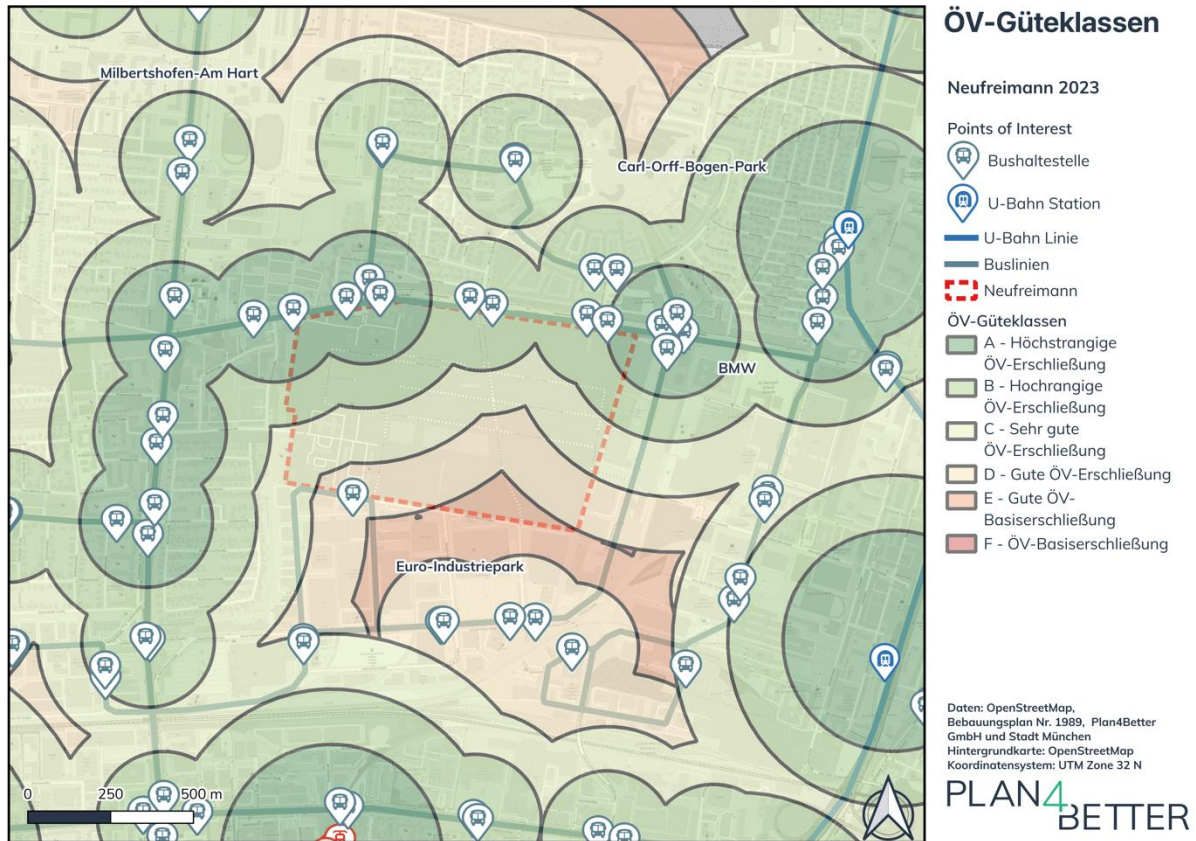 ÖV-Güteklassen
Neufreimann 2023
Points of Interest
Bushaltestelle
U-Bahn Station
U-Bahn Linie
Buslinien
Neufreimann
ÖV-Güteklassen
A - Höchstrangige
ÖV-Erschließung
B - Hochrangige
ÖV-Erschließung
C - Sehr gute
ÖV-Erschließung
D - Gute ÖV-Erschließung
E - Gute ÖV-
Basiserschließung
F - ÖV-Basiserschließung
Milbertshofen-Am Hart
Carl-Orff-Bogen-Park
BMW
Euro-Industriepark
0 250 500 m
Daten: OpenStreetMap,
Bebauungsplan Nr. 1989, Plan4Better
GmbH und Stadt München
Hintergrundkarte: OpenStreetMap
Koordinatensystem: UTM Zone 32 N
PLAN4
BETTER